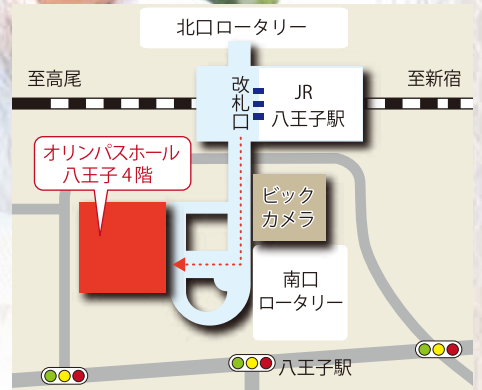 北口ロータリー
至高尾
改札口
JR
八王子駅
至新宿
オリンパスホール
八王子4階
ビック
カメラ
南口
ロータリー
八王子駅